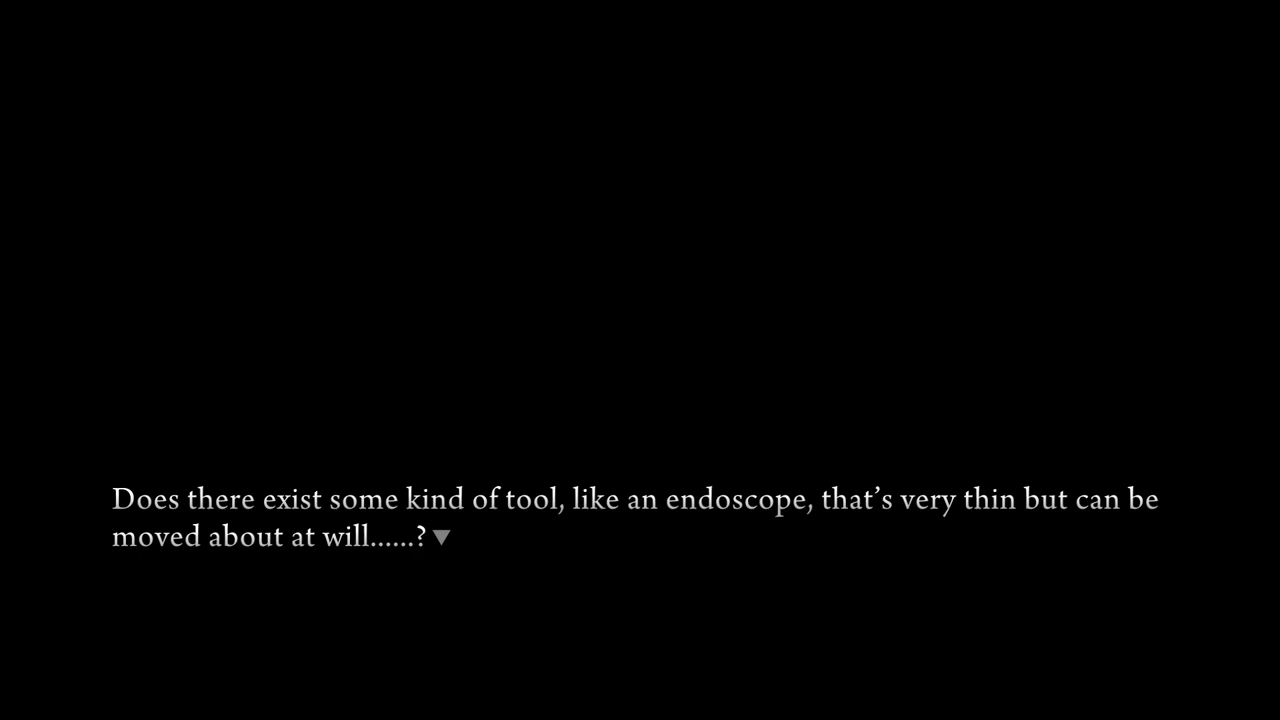 Does there exist some kind of tool, like an endoscope, that’s very thin but can be
moved about at will......?